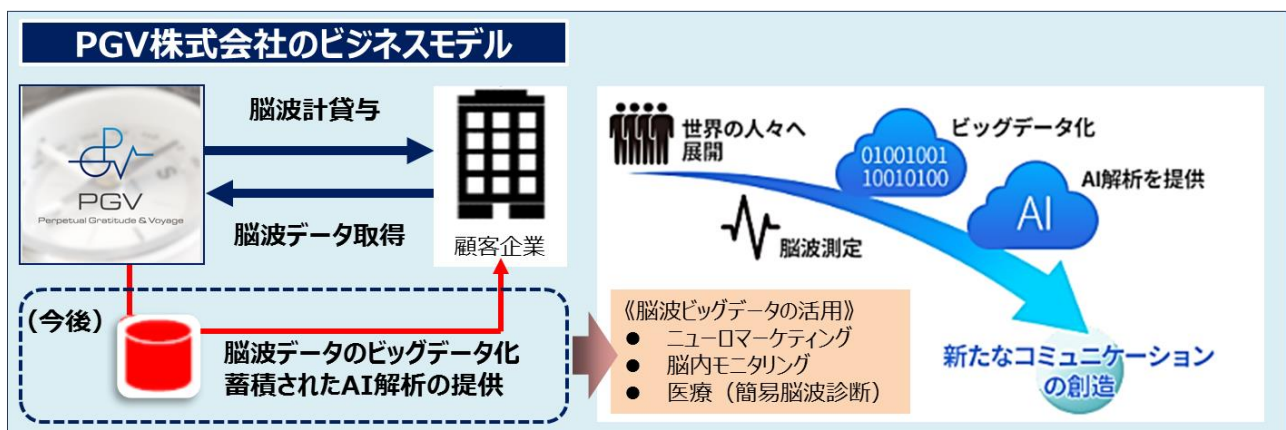 PGV株式会社のビジネスモデル
PGV
Perpetual Gratitude & Voyage
脳波計貸与
脳波データ取得
顧客企業
(今後)
脳波データのビッグデータ化
蓄積されたAI解析の提供
世界の人々へ
展開
脳波測定
01001001
10010100
ビッグデータ化
AI解析を提供
AI
《脳波ビッグデータの活用》
● ニューロマーケティング
● 脳内モニタリング
● 医療（簡易脳波診断）
新たなコミュニケーション
の創造